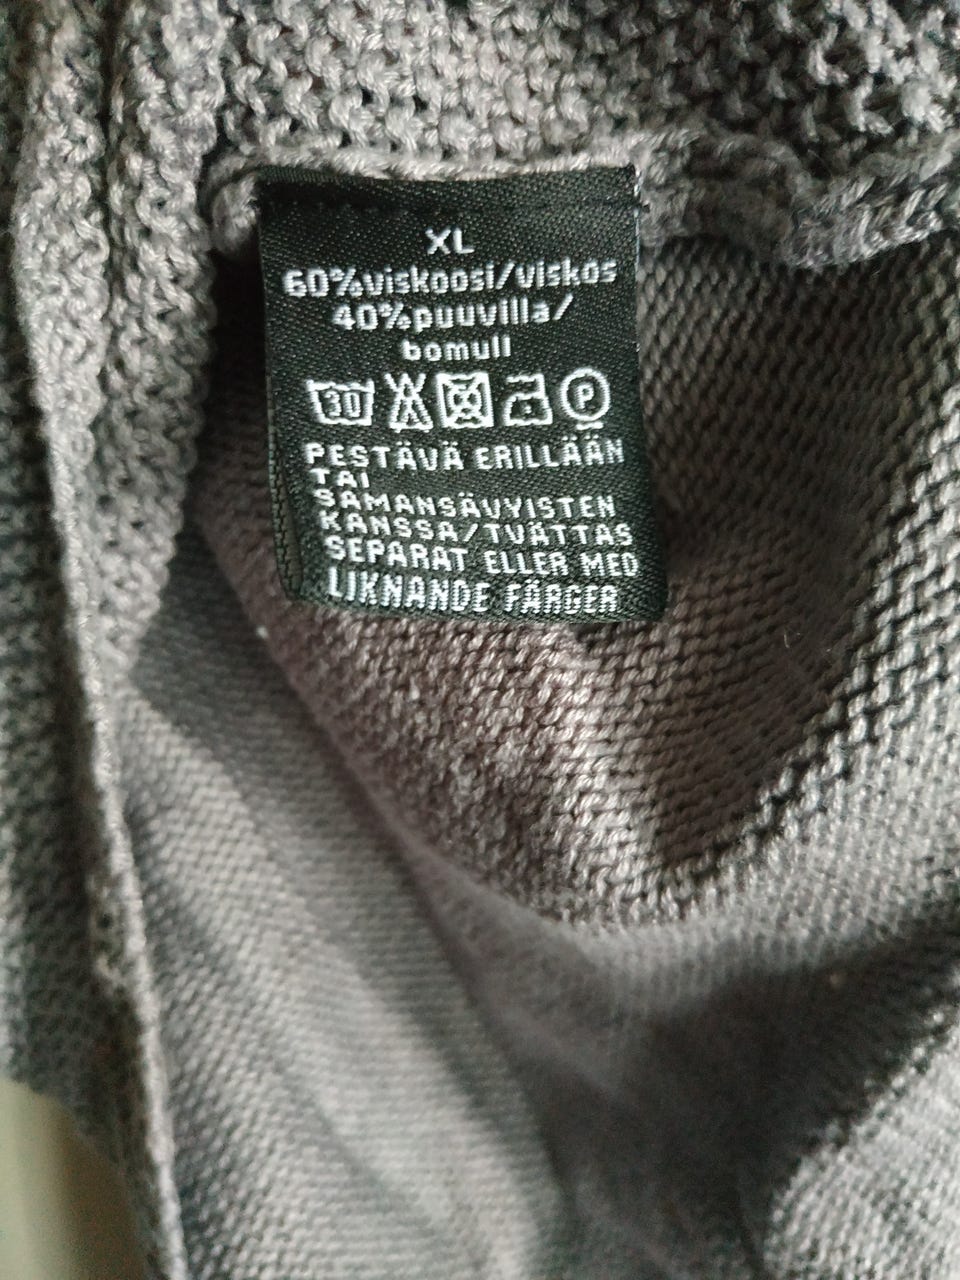 XL
60%viskoosi/viskos
40%puuvilla/
bomull
30 P
PESTÄVÄ ERILLÄÄN
TAI
SAMANSÄVYISTEN
KANSSA/TVÄTTAS
SEPARAT ELLER MED
LIKNANDE FÄRGER